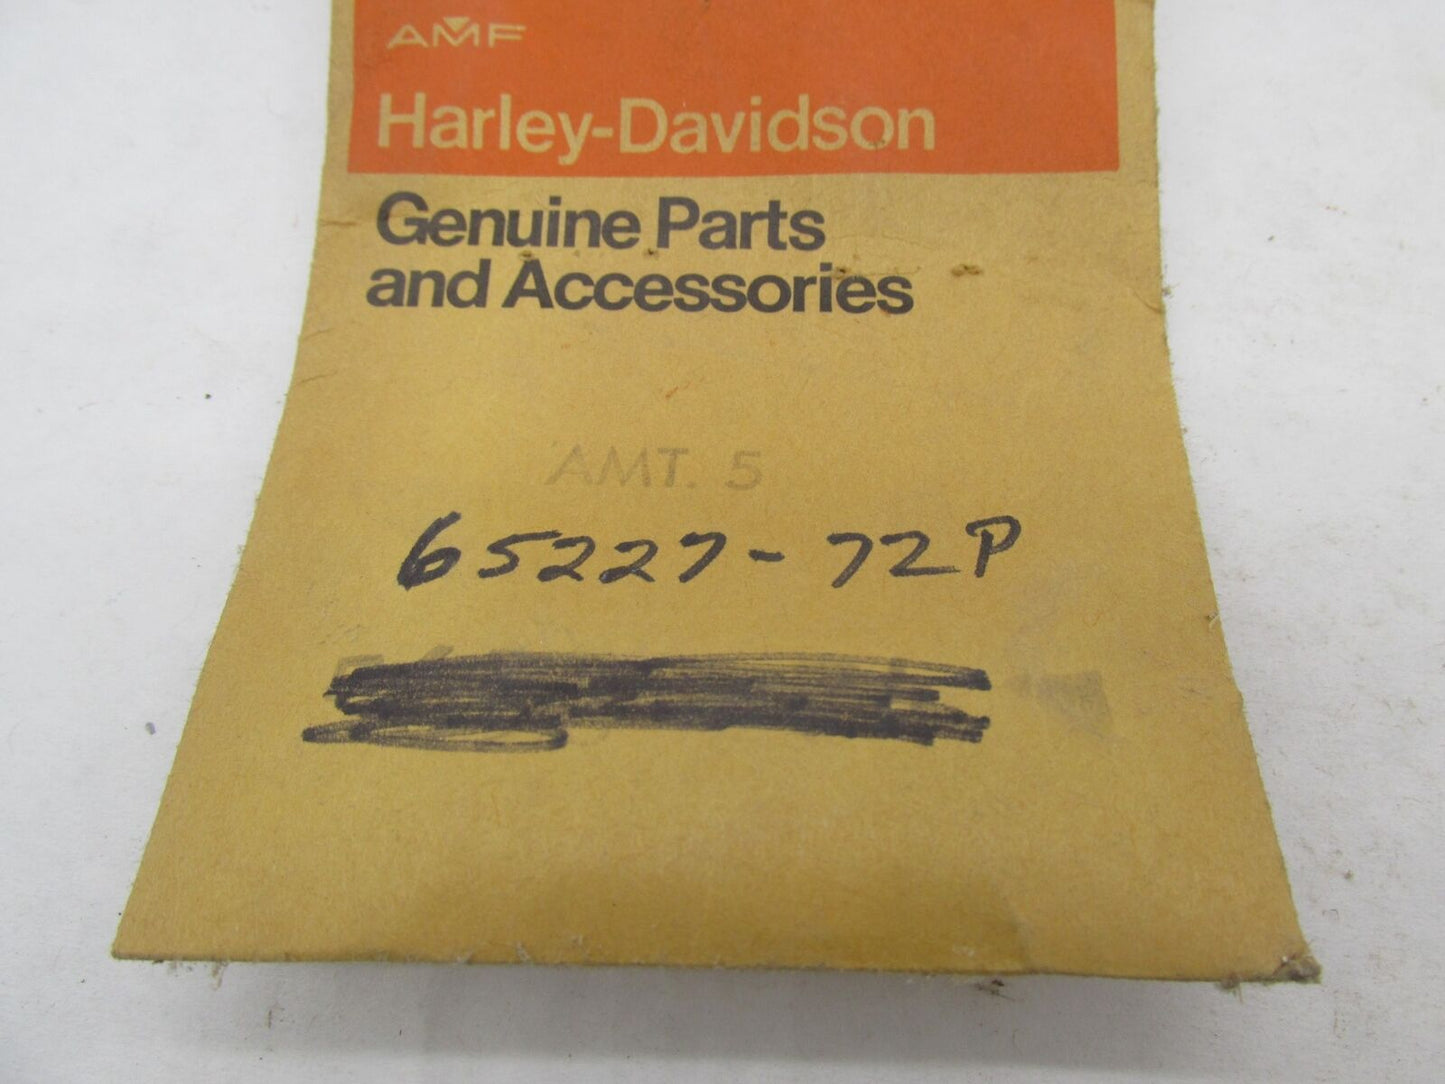 AMF
Harley-Davidson
Genuine Parts
and Accessories
AMT. 5
65227-72P